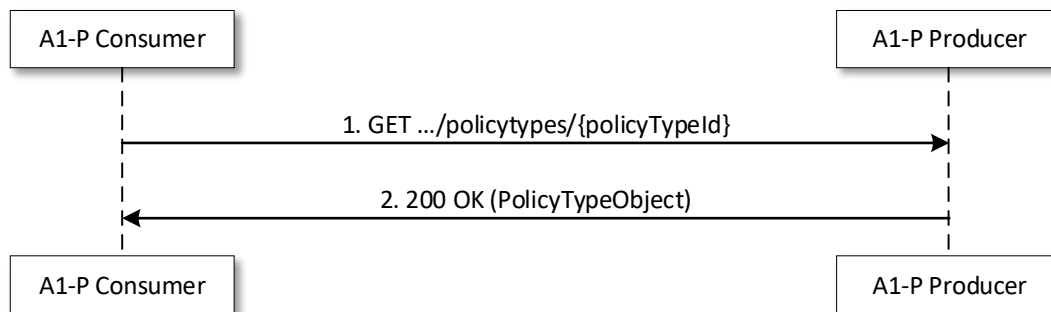 A1-P Consumer
A1-P Producer
1. GET .../policytypes/{policyTypeId}
2. 200 OK (PolicyTypeObject)
A1-P Consumer
A1-P Producer